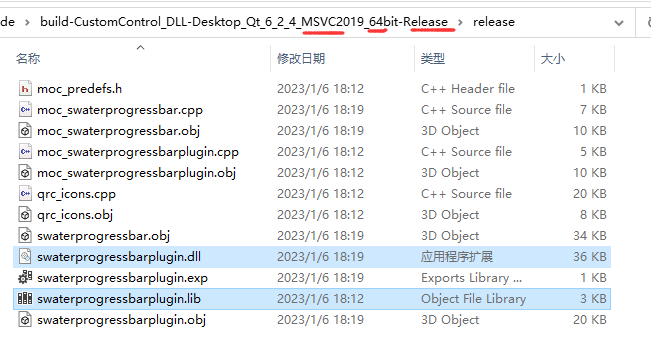 de › build-CustomControl_DLL-Desktop_Qt_6_2_4_MSVC2019_64bit-Release › release
名称 修改日期 类型 大小
moc_predefs.h 2023/1/6 18:12 C++ Header file 1 KB
moc_swaterprogressbar.cpp 2023/1/6 18:19 C++ Source file 7 KB
moc_swaterprogressbar.obj 2023/1/6 18:19 3D Object 10 KB
moc_swaterprogressbarplugin.cpp 2023/1/6 18:12 C++ Source file 5 KB
moc_swaterprogressbarplugin.obj 2023/1/6 18:19 3D Object 10 KB
qrc_icons.cpp 2023/1/6 18:12 C++ Source file 20 KB
qrc_icons.obj 2023/1/6 18:12 3D Object 8 KB
swaterprogressbar.obj 2023/1/6 18:19 3D Object 34 KB
swaterprogressbarplugin.dll 2023/1/6 18:19 应用程序扩展 36 KB
swaterprogressbarplugin.exp 2023/1/6 18:12 Exports Library ... 1 KB
swaterprogressbarplugin.lib 2023/1/6 18:12 Object File Library 3 KB
swaterprogressbarplugin.obj 2023/1/6 18:19 3D Object 20 KB